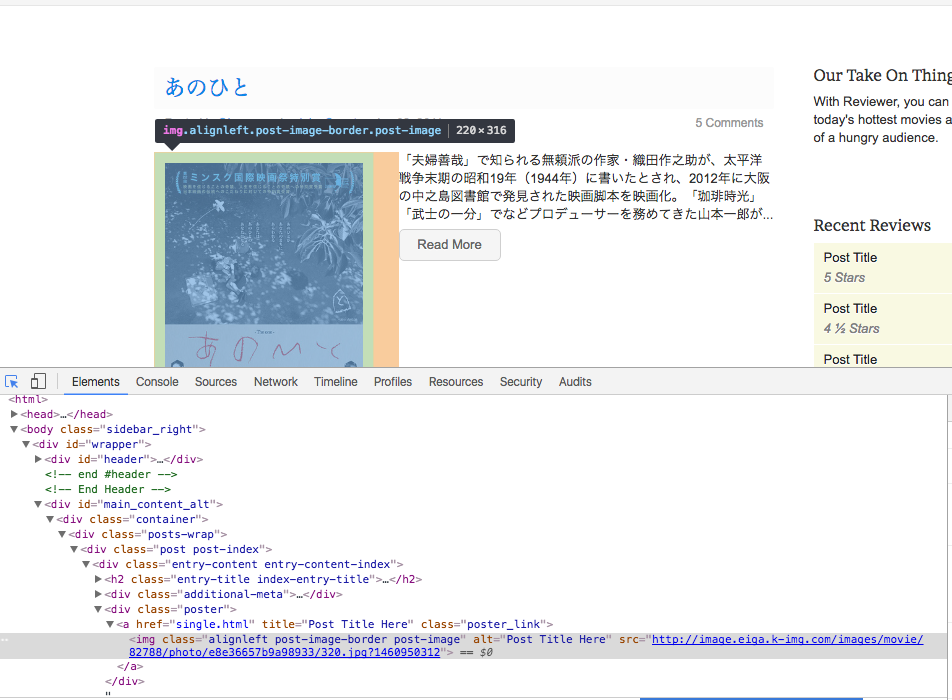 あのひと
img.alignleft.post-image-border.post-image 220×316
5 Comments
「夫婦善哉」で知られる無頼派の作家・織田作之助が、太平洋
戦争末期の昭和19年（1944年）に書いたとされ、2012年に大阪
の中之島図書館で発見された映画脚本を映画化。「珈琲時光」
「武士の一分」でなどプロデューサーを務めてきた山本一郎が...
Read More
ミンスク国際映画祭特別賞
あのひと
Our Take On Thing
With Reviewer, you can
today's hottest movies a
of a hungry audience.
Recent Reviews
Post Title
5 Stars
Post Title
4 ½ Stars
Post Title
Elements Console Sources Network Timeline Profiles Resources Security Audits
<html>
▶<head>…</head>
▼<body class="sidebar_right">
▼<div id="wrapper">
▶<div id="header">…</div>
<!-- end #header -->
<!-- End Header -->
▼<div id="main_content_alt">
▼<div class="container">
▼<div class="posts-wrap">
▼<div class="post post-index">
▼<div class="entry-content entry-content-index">
▶<h2 class="entry-title index-entry-title">…</h2>
▶<div class="additional-meta">…</div>
▼<div class="poster">
▼<a href="single.html" title="Post Title Here" class="poster_link">
<img class="alignleft post-image-border post-image" alt="Post Title Here" src="http://image.eiga.k-img.com/images/movie/
82788/photo/e8e36657b9a98933/320.jpg?1460950312"> == $0
</a>
</div>
"